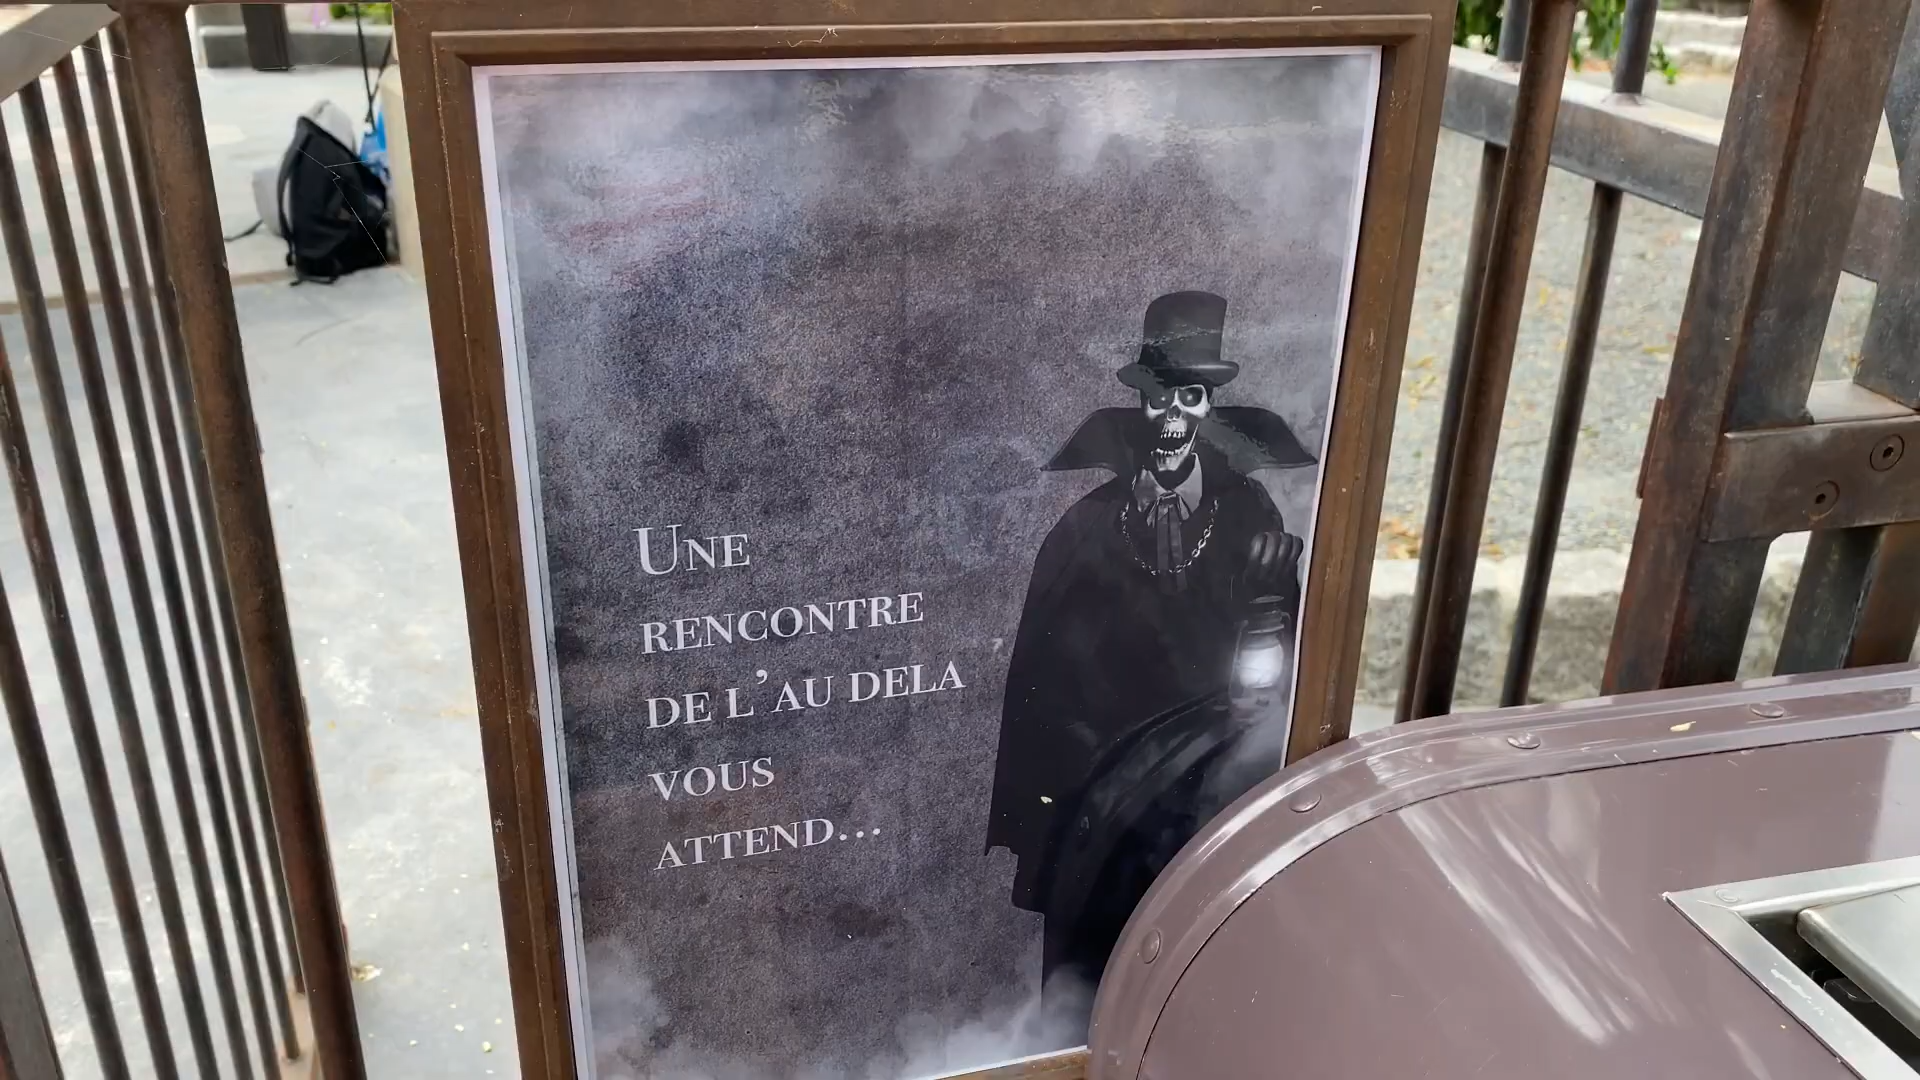 Une
rencontre
de l'au dela
vous
attend...